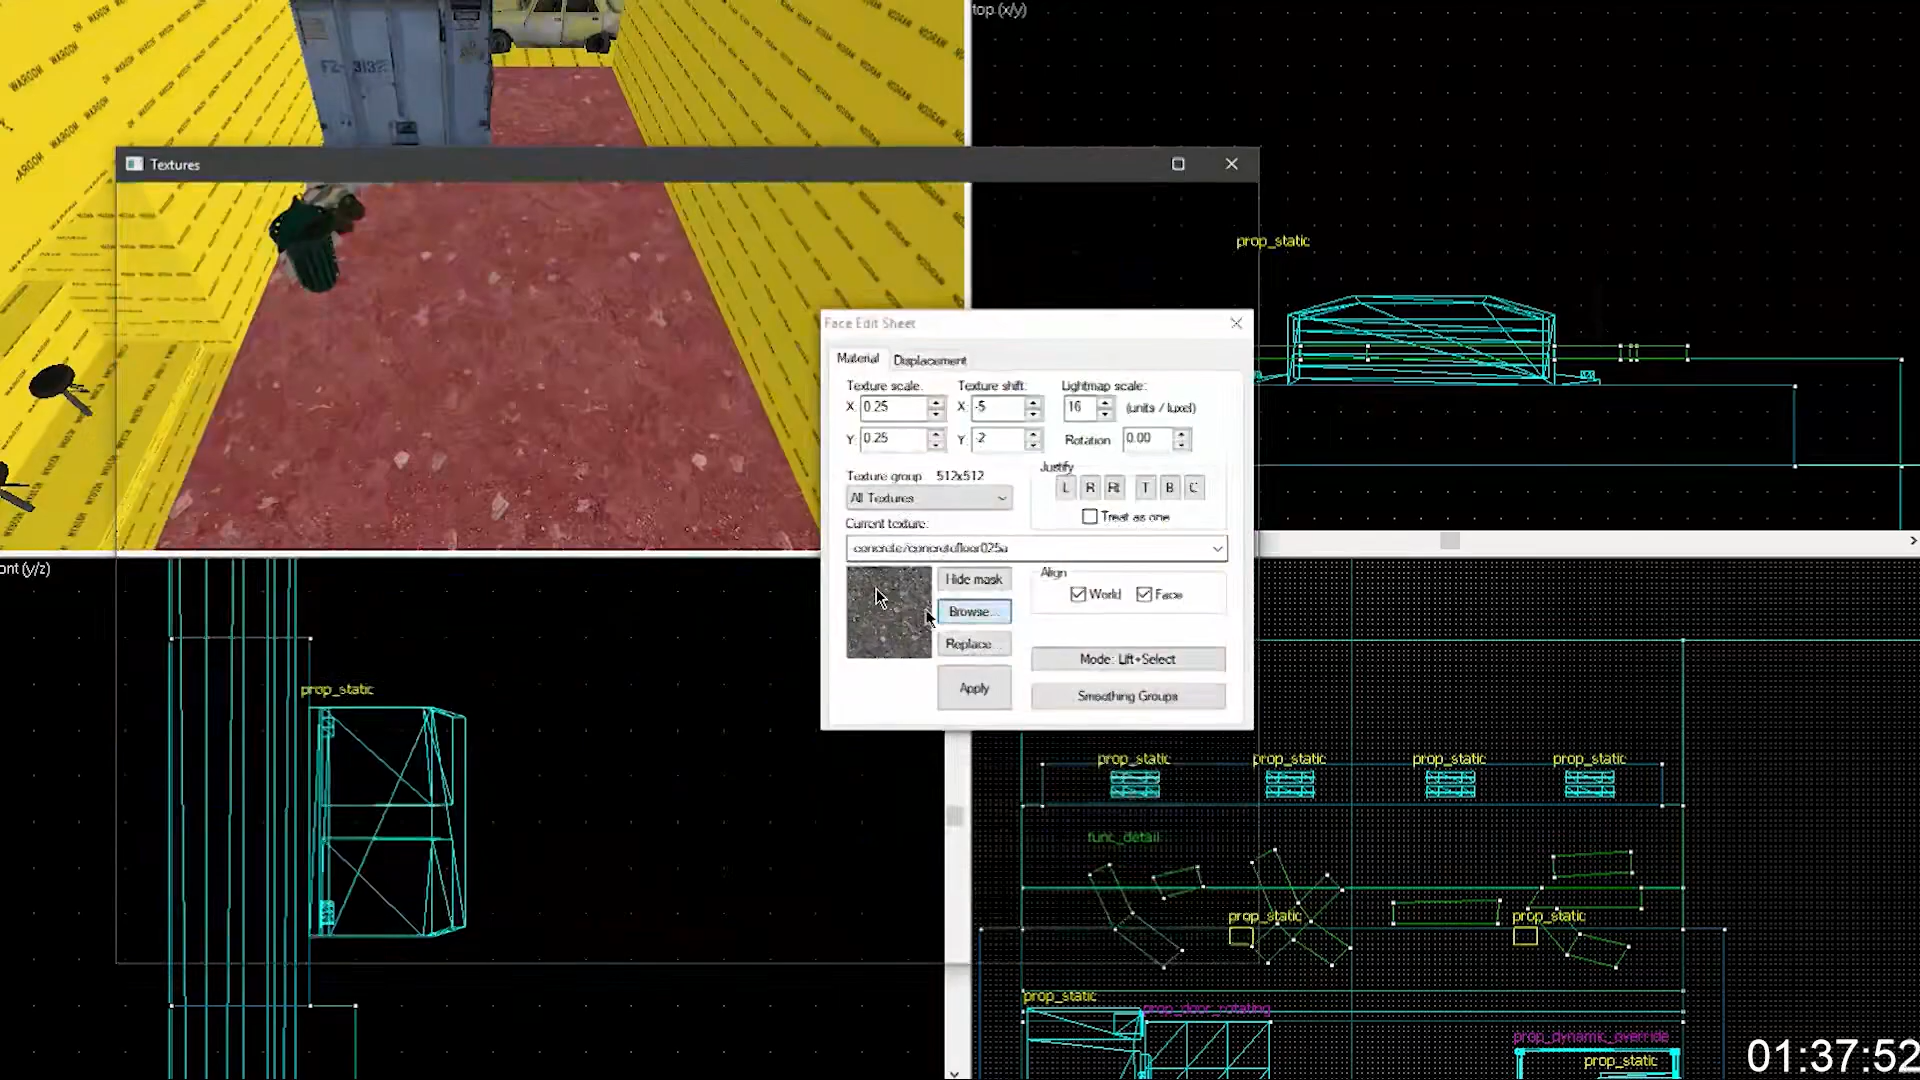 top (x/y)
F2-313
Textures
prop_static
Face Edit Sheet
Material
Displacement
Texture scale:
Texture shift:
Lightmap scale:
X: 0.25
X: -5
16
(units / luxel)
Y: 0.25
Y: -2
Rotation
0.00
Texture group
512x512
Justify
All Textures
L R Fit T B C
Treat as one
Current texture:
concrete/concretefloor025a
Hide mask
Align
World
Face
Browse...
Replace...
Mode: Lift+Select
Apply
Smoothing Groups
ont (y/z)
prop_static
prop_static
prop_static
prop_static
prop_static
func_detail
prop_static
prop_static
prop_static
prop_door_rotating
prop_dynamic_override
prop_static
01:37:52